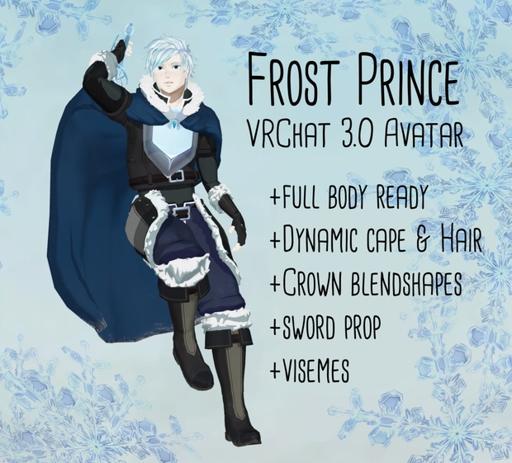 Frost Prince
VRChat 3.0 Avatar
+Full body ready
+Dynamic cape & Hair
+Crown blendshapes
+sword prop
+visemes